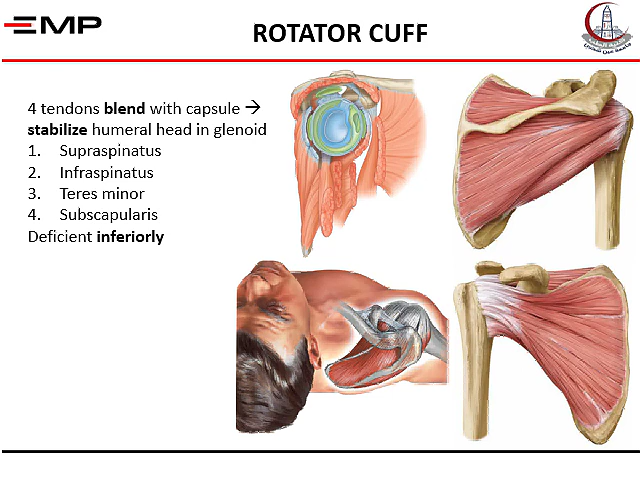 EMP
ROTATOR CUFF
4 tendons blend with capsule →
stabilize humeral head in glenoid
1. Supraspinatus
2. Infraspinatus
3. Teres minor
4. Subscapularis
Deficient inferiorly